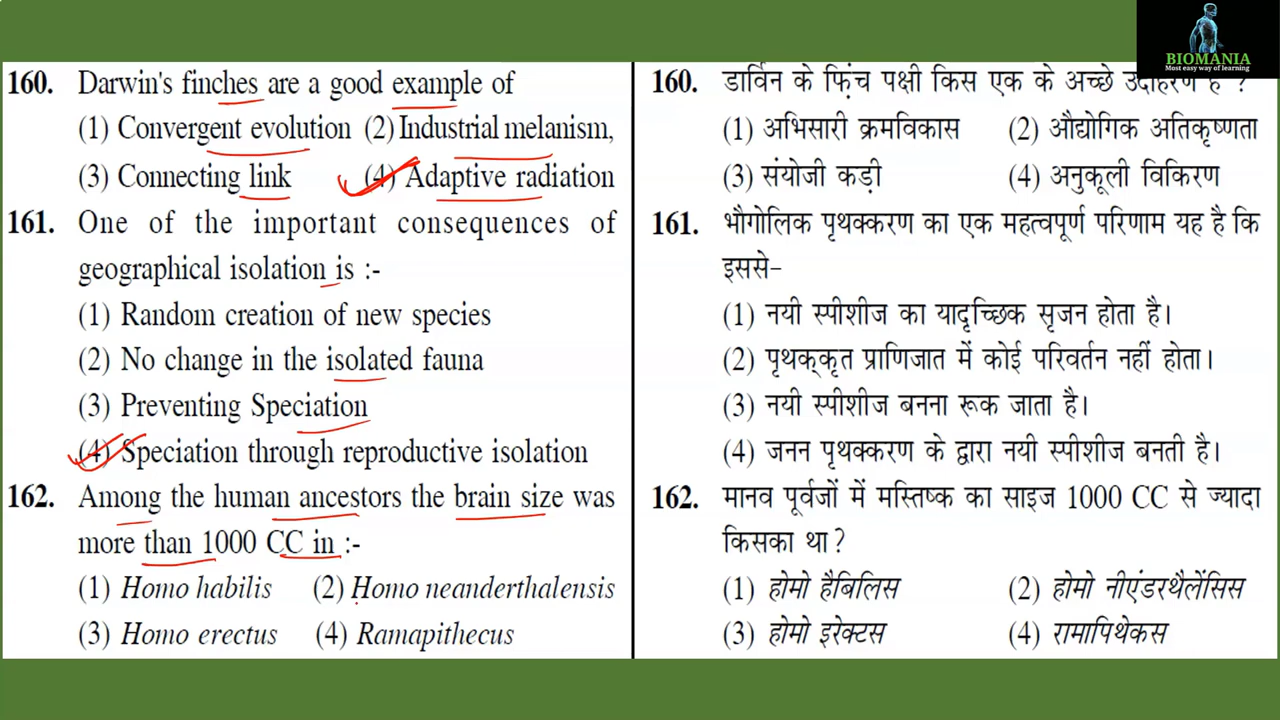 BIOMANIA
Most easy way of learning
160. Darwin's finches are a good example of
(1) Convergent evolution (2) Industrial melanism,
(3) Connecting link (4) Adaptive radiation
161. One of the important consequences of
geographical isolation is :-
(1) Random creation of new species
(2) No change in the isolated fauna
(3) Preventing Speciation
(4) Speciation through reproductive isolation
162. Among the human ancestors the brain size was
more than 1000 CC in :-
(1) Homo habilis (2) Homo neanderthalensis
(3) Homo erectus (4) Ramapithecus
160. डार्विन के फ़िंच पक्षी किस एक के अच्छे उदाहरण है ?
(1) अभिसारी क्रमविकास (2) औद्योगिक अतिकृष्णता
(3) संयोजी कड़ी (4) अनुकूली विकिरण
161. भौगोलिक पृथक्करण का एक महत्वपूर्ण परिणाम यह है कि
इससे–
(1) नयी स्पीशीज का यादृच्छिक सृजन होता है।
(2) पृथक्कृत प्राणिजात में कोई परिवर्तन नहीं होता।
(3) नयी स्पीशीज बनना रूक जाता है।
(4) जनन पृथक्करण के द्वारा नयी स्पीशीज बनती है।
162. मानव पूर्वजों में मस्तिष्क का साइज 1000 CC से ज्यादा
किसका था?
(1) होमो हैबिलिस (2) होमो नीएंडरथैलेंसिस
(3) होमो इरेक्टस (4) रामापिथेकस